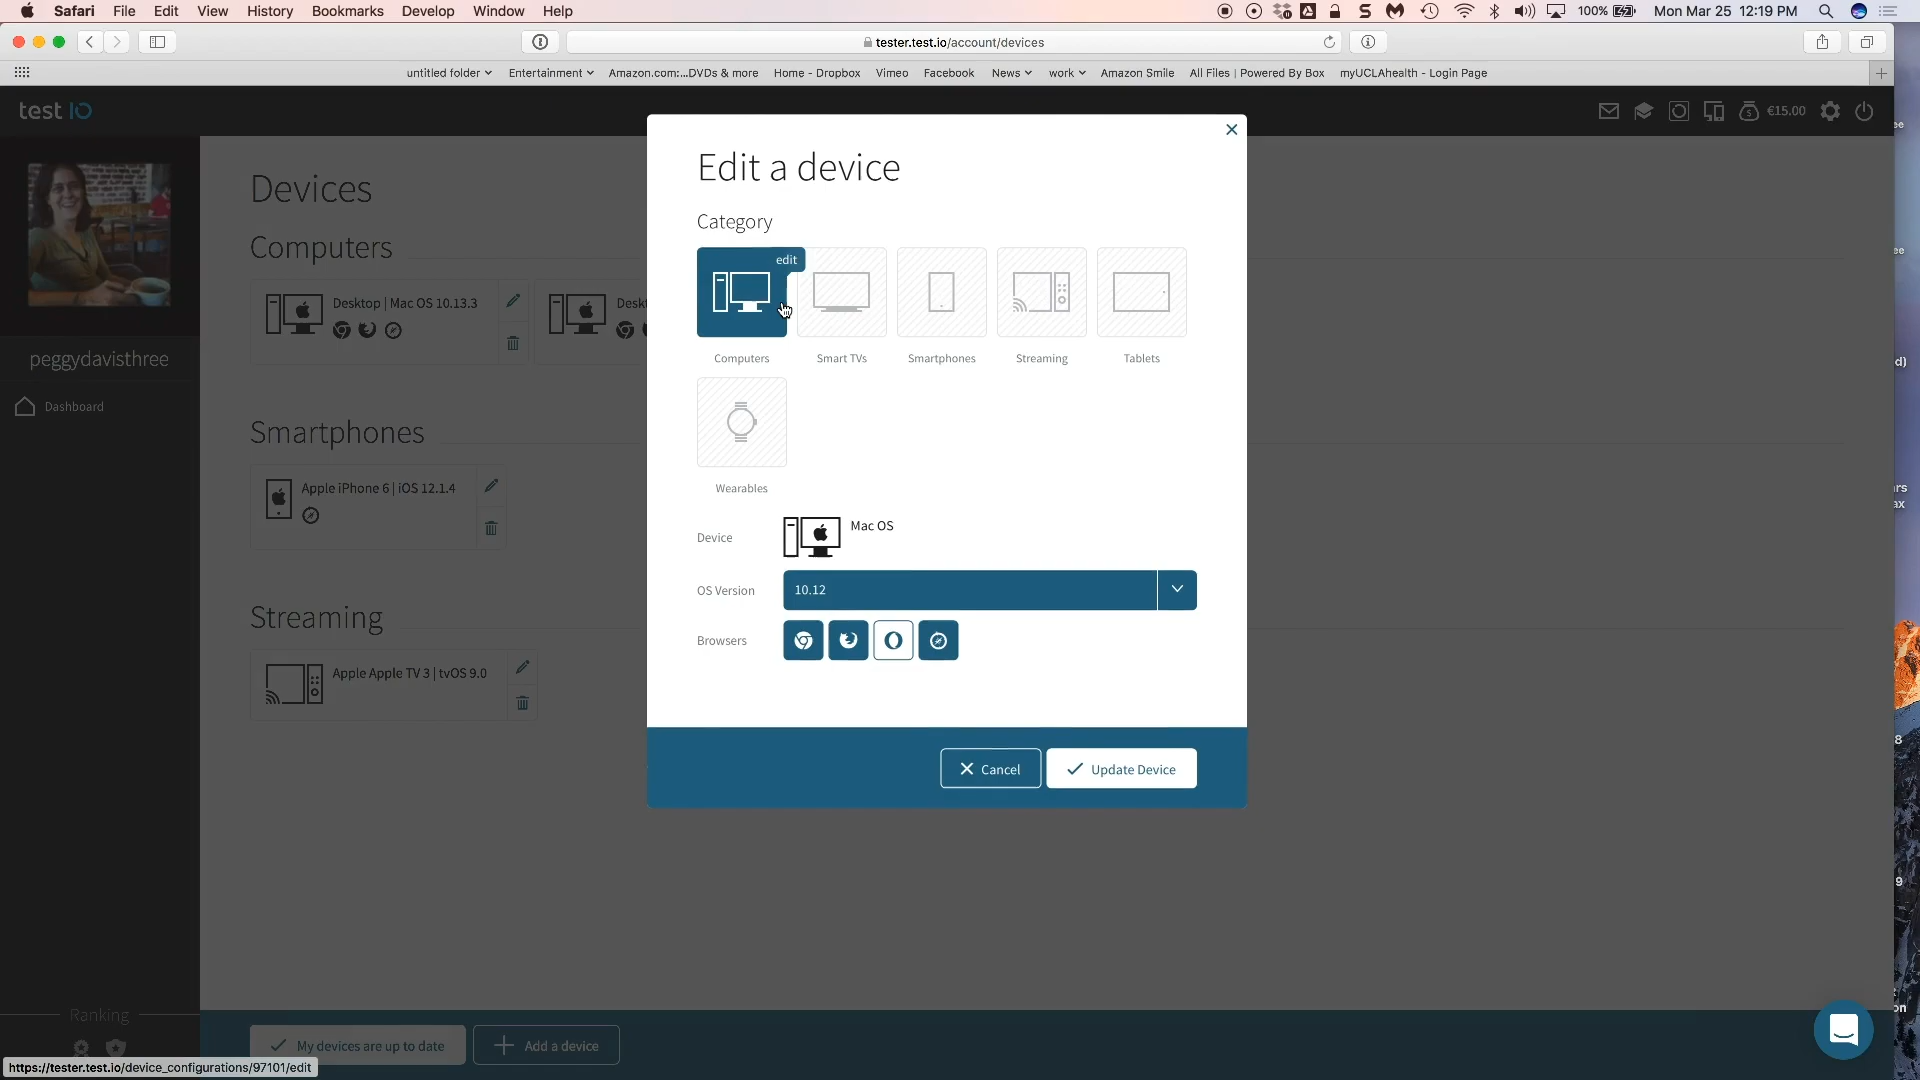 Safari File Edit View History Bookmarks Develop Window Help
100% Mon Mar 25 12:19 PM
tester.test.io/account/devices
untitled folder Entertainment Amazon.com:...DVDs & more Home - Dropbox Vimeo Facebook News work Amazon Smile All Files | Powered By Box myUCLAhealth - Login Page
test IO
€15.00
peggydavisthree
Dashboard
Ranking
Devices
Computers
Desktop | Mac OS 10.13.3
Smartphones
Apple iPhone 6 | iOS 12.1.4
Streaming
Apple Apple TV 3 | tvOS 9.0
Edit a device
Category
edit
Computers Smart TVs Smartphones Streaming Tablets
Wearables
Device Mac OS
OS Version 10.12
Browsers
Cancel Update Device
My devices are up to date Add a device
https://tester.test.io/device_configurations/97101/edit